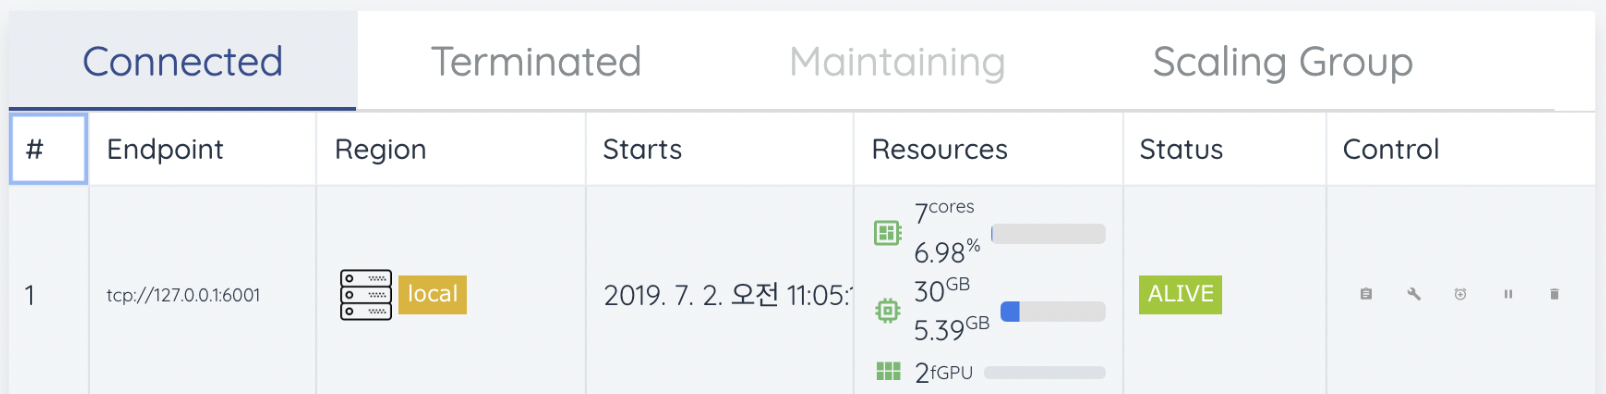 Connected Terminated Maintaining Scaling Group
# Endpoint Region Starts Resources Status Control
1 tcp://127.0.0.1:6001 local 2019. 7. 2. 오전 11:05: ALIVE
7cores
6.98%
30GB
5.39GB
2fGPU